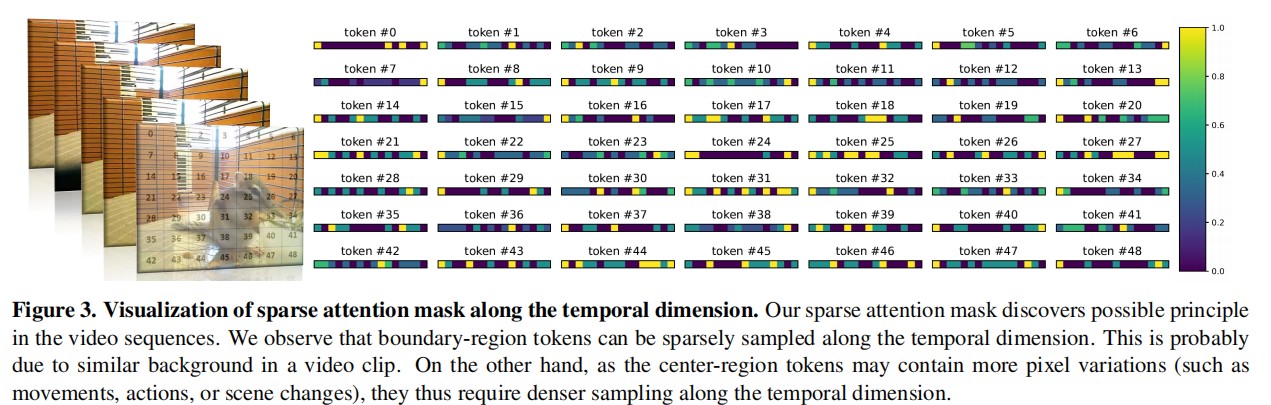 token #0 token #1 token #2 token #3 token #4 token #5 token #6
token #7 token #8 token #9 token #10 token #11 token #12 token #13
token #14 token #15 token #16 token #17 token #18 token #19 token #20
token #21 token #22 token #23 token #24 token #25 token #26 token #27
token #28 token #29 token #30 token #31 token #32 token #33 token #34
token #35 token #36 token #37 token #38 token #39 token #40 token #41
token #42 token #43 token #44 token #45 token #46 token #47 token #48
1.0
0.8
0.6
0.4
0.2
0.0
0 1 2 3 4 5 6
7 8 9 10 11 12 13
14 15 16 17 18 19 20
21 22 23 24 25 26 27
28 29 30 31 32 33 34
35 36 37 38 39 40 41
42 43 44 45 46 47 48
Figure 3. Visualization of sparse attention mask along the temporal dimension. Our sparse attention mask discovers possible principle
in the video sequences. We observe that boundary-region tokens can be sparsely sampled along the temporal dimension. This is probably
due to similar background in a video clip. On the other hand, as the center-region tokens may contain more pixel variations (such as
movements, actions, or scene changes), they thus require denser sampling along the temporal dimension.